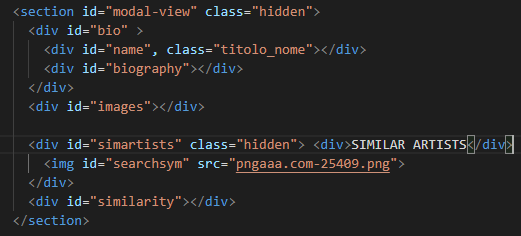 <section id="modal-view" class="hidden">
<div id="bio" >
<div id="name", class="titolo_nome"></div>
<div id="biography"></div>
</div>
<div id="images"></div>
<div id="simartists" class="hidden"> <div>SIMILAR ARTISTS</div>
<img id="searchsym" src="pngaaa.com-25409.png">
</div>
<div id="similarity"></div>
</section>